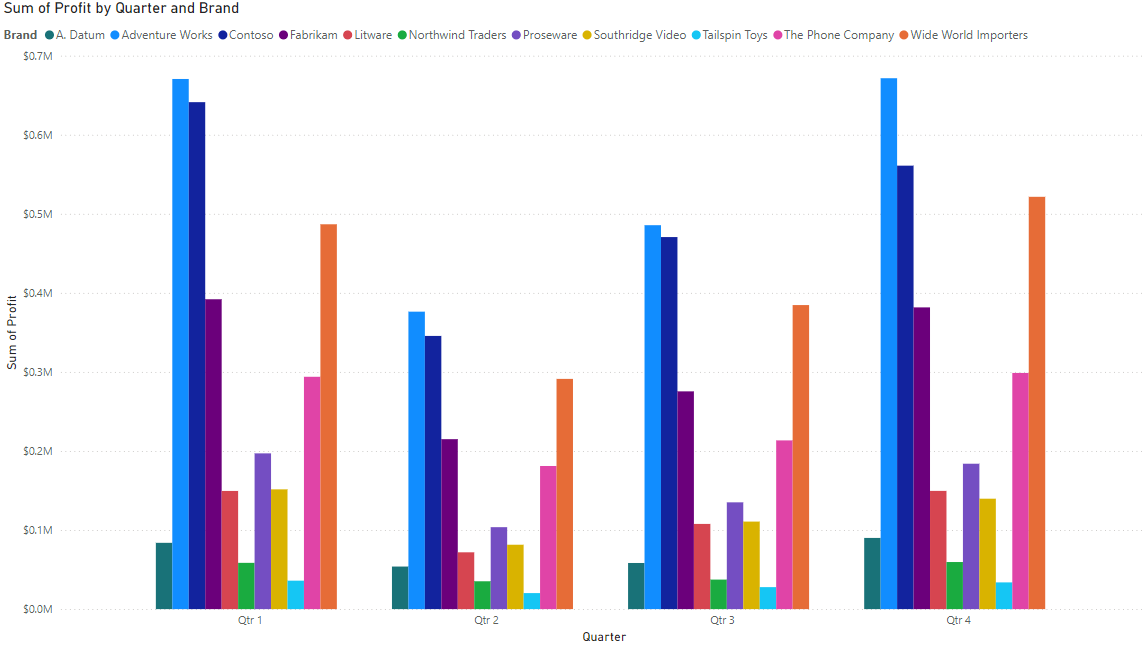 Sum of Profit by Quarter and Brand
Brand A. Datum Adventure Works Contoso Fabrikam Litware Northwind Traders Proseware Southridge Video Tailspin Toys The Phone Company Wide World Importers
$0.7M
$0.6M
$0.5M
$0.4M
$0.3M
$0.2M
$0.1M
$0.0M
Sum of Profit
Qtr 1 Qtr 2 Qtr 3 Qtr 4
Quarter